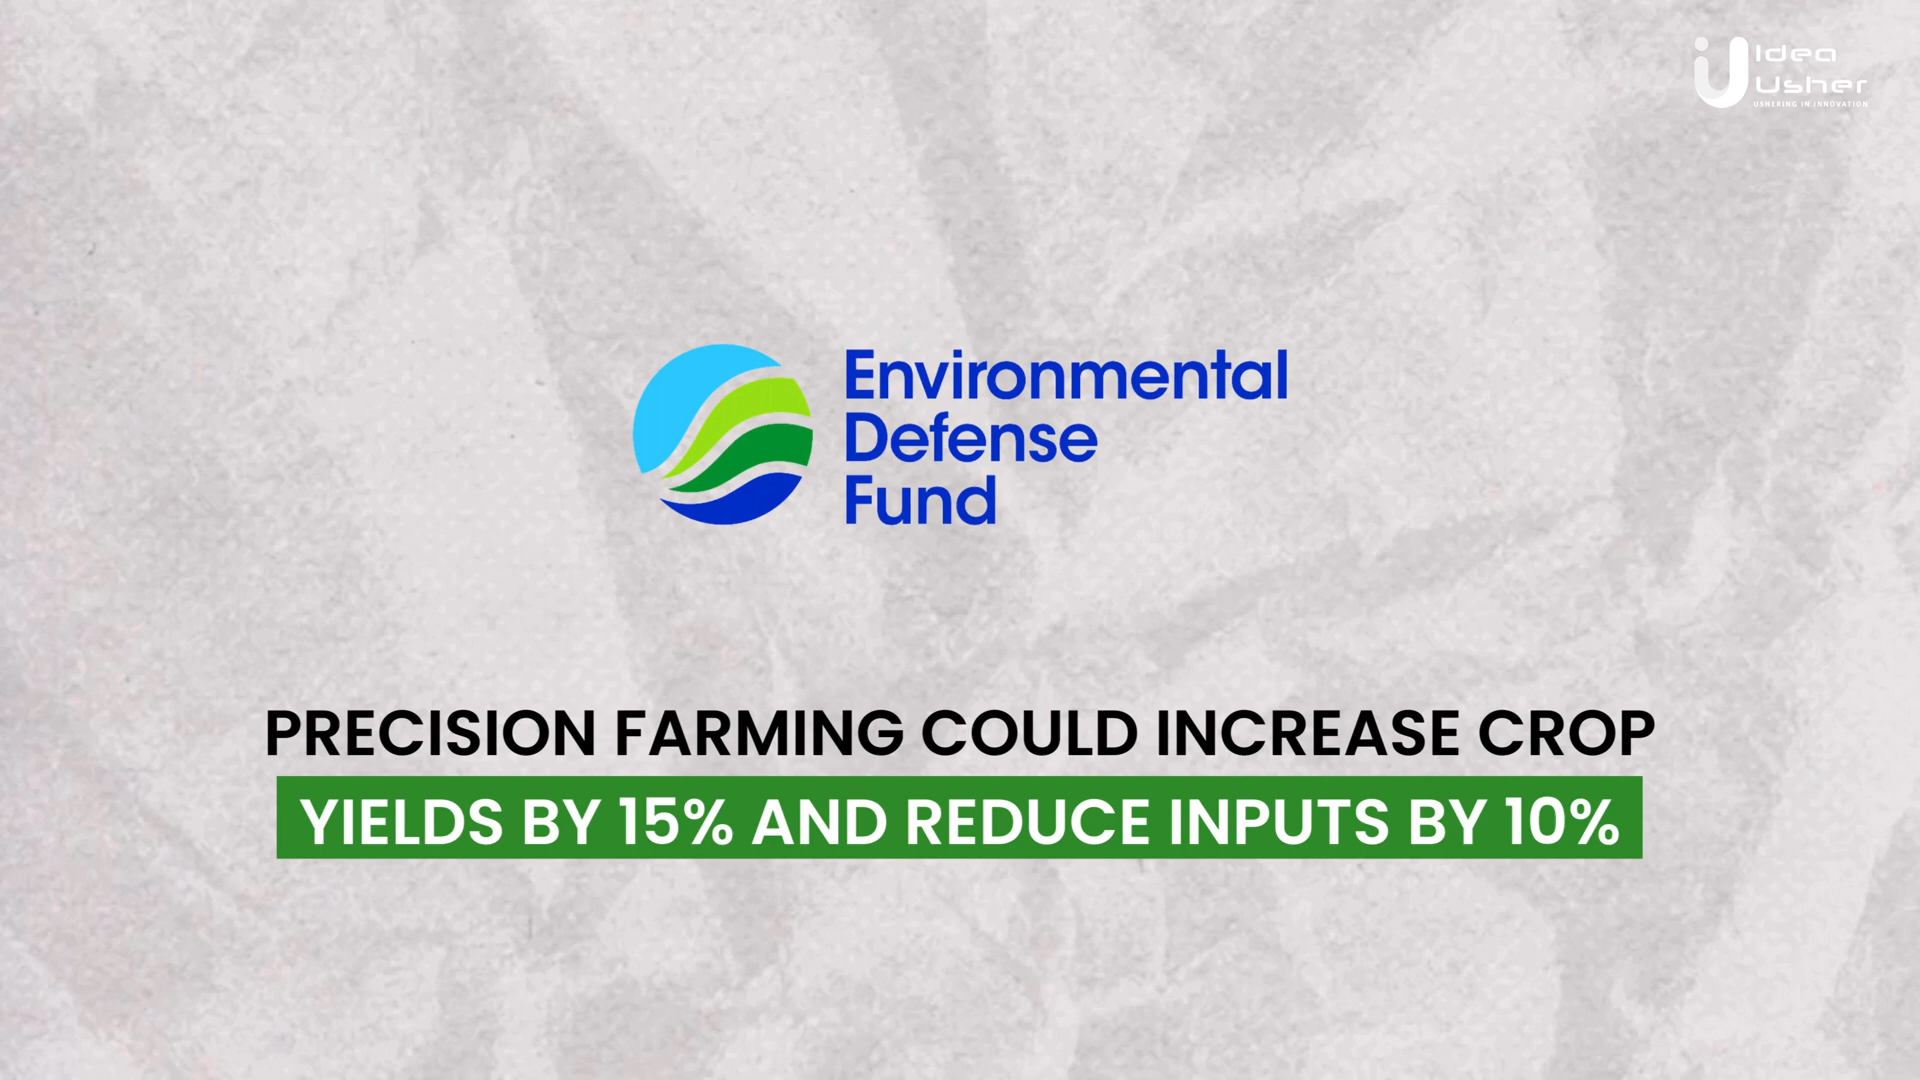 Idea
Usher
USHERING IN INNOVATION
Environmental
Defense
Fund
PRECISION FARMING COULD INCREASE CROP
YIELDS BY 15% AND REDUCE INPUTS BY 10%